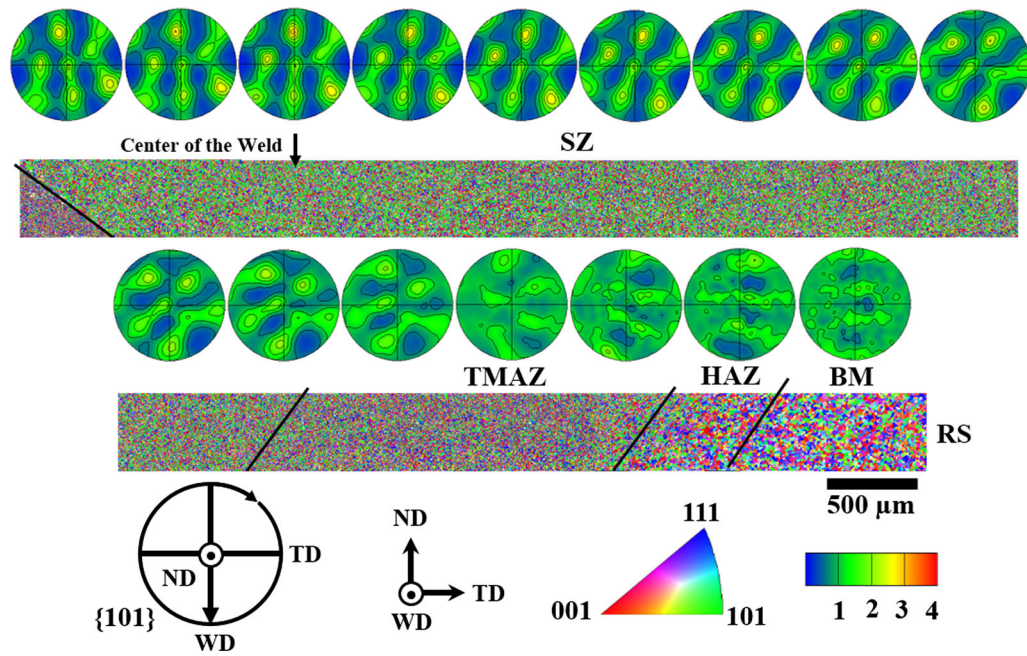 Center of the Weld
SZ
TMAZ
HAZ
BM
RS
500 µm
ND
TD
WD
{101}
ND
TD
WD
111
001
101
1 2 3 4